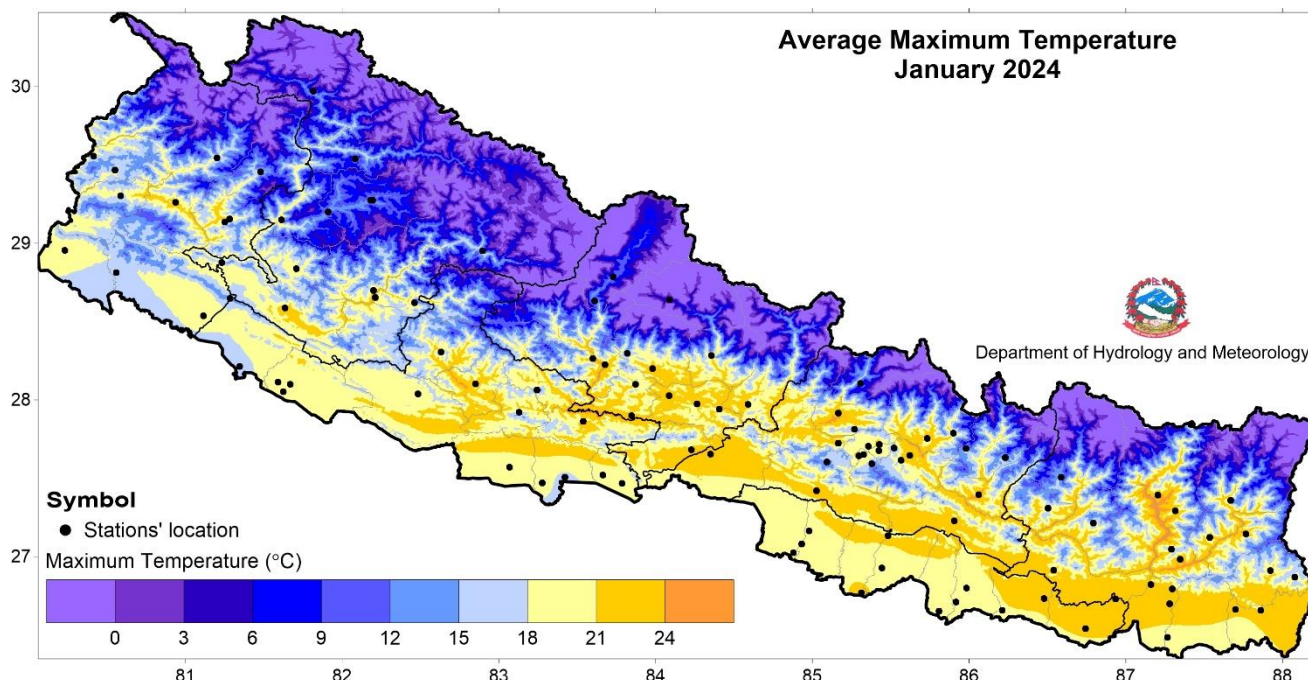 Average Maximum Temperature
January 2024
30
29
28
27
Department of Hydrology and Meteorology
Symbol
Stations' location
Maximum Temperature (°C)
0 3 6 9 12 15 18 21 24
81 82 83 84 85 86 87 88